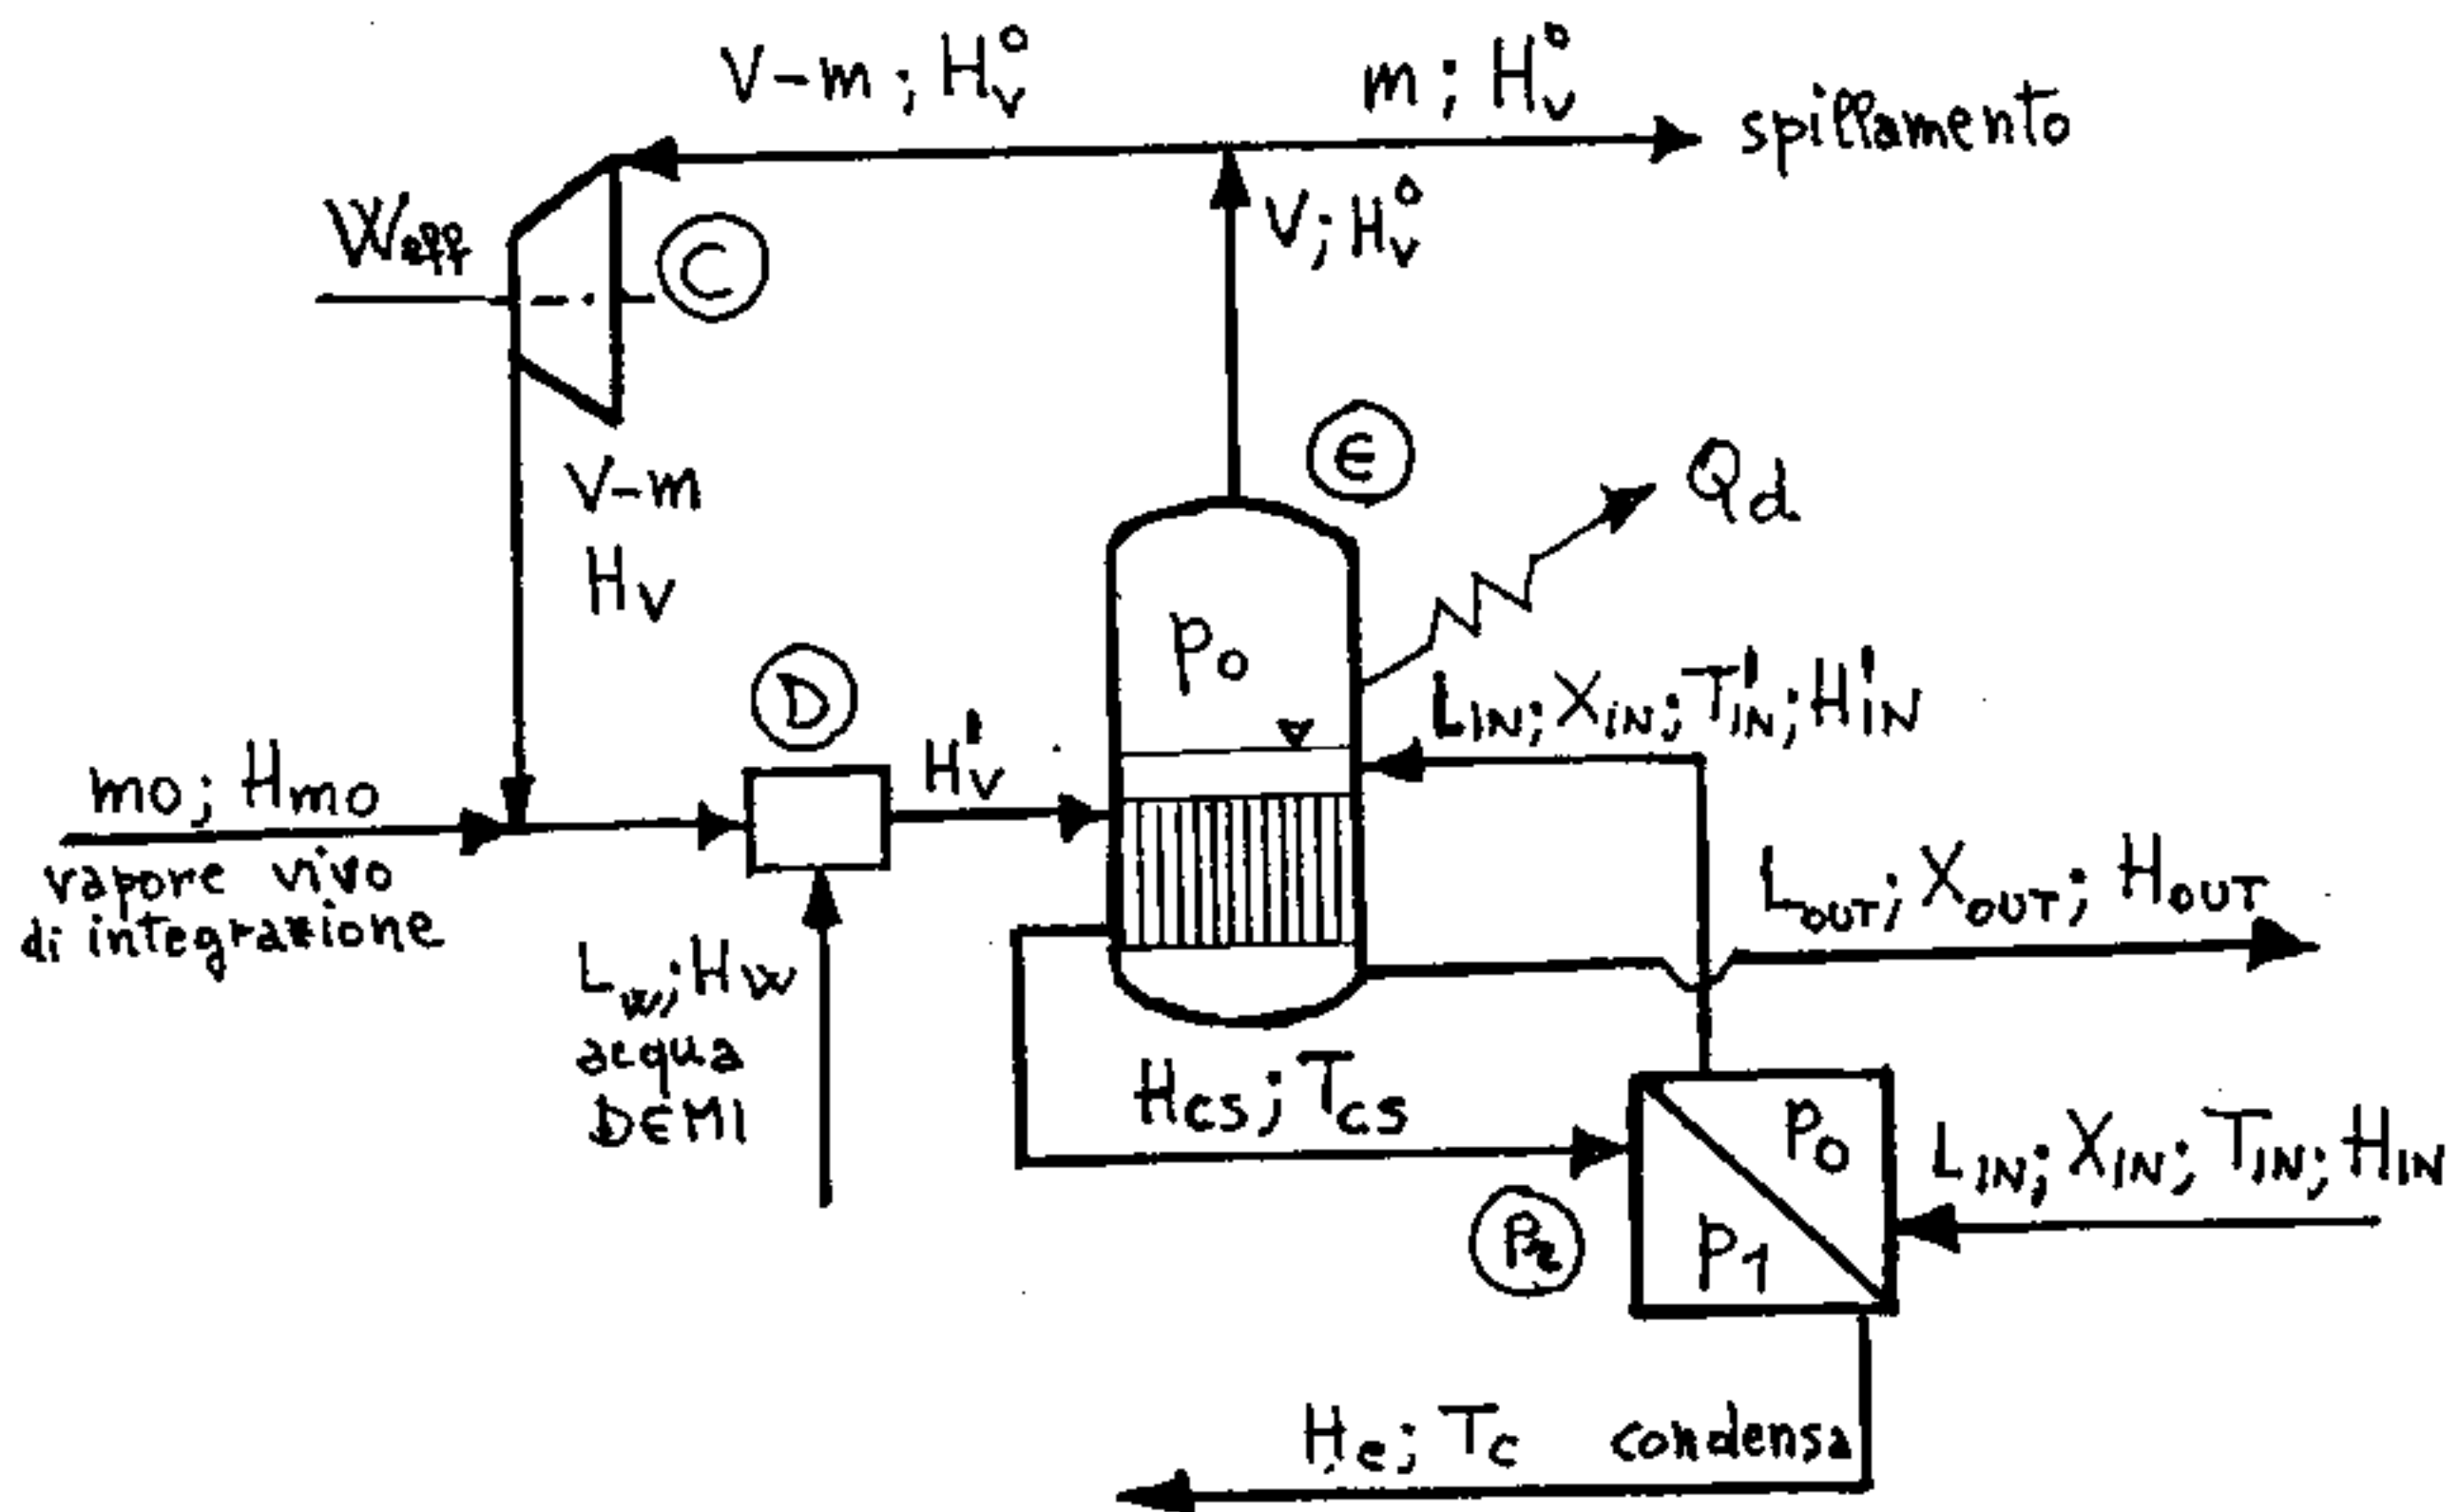 V-m; H°v
m; H°v
spillamento
Weff
C
V; H°v
V-m
Hv
E
Qd
Po
D
LIN; XIN; T'IN; H'IN
mo; Hmo
H'v
vapore vivo
di integrazione
Lw; Hw
acqua
DEMI
LOUT; XOUT; HOUT
Hcs; Tcs
Po
P1
LIN; XIN; TIN; HIN
Hc; Tc condensa